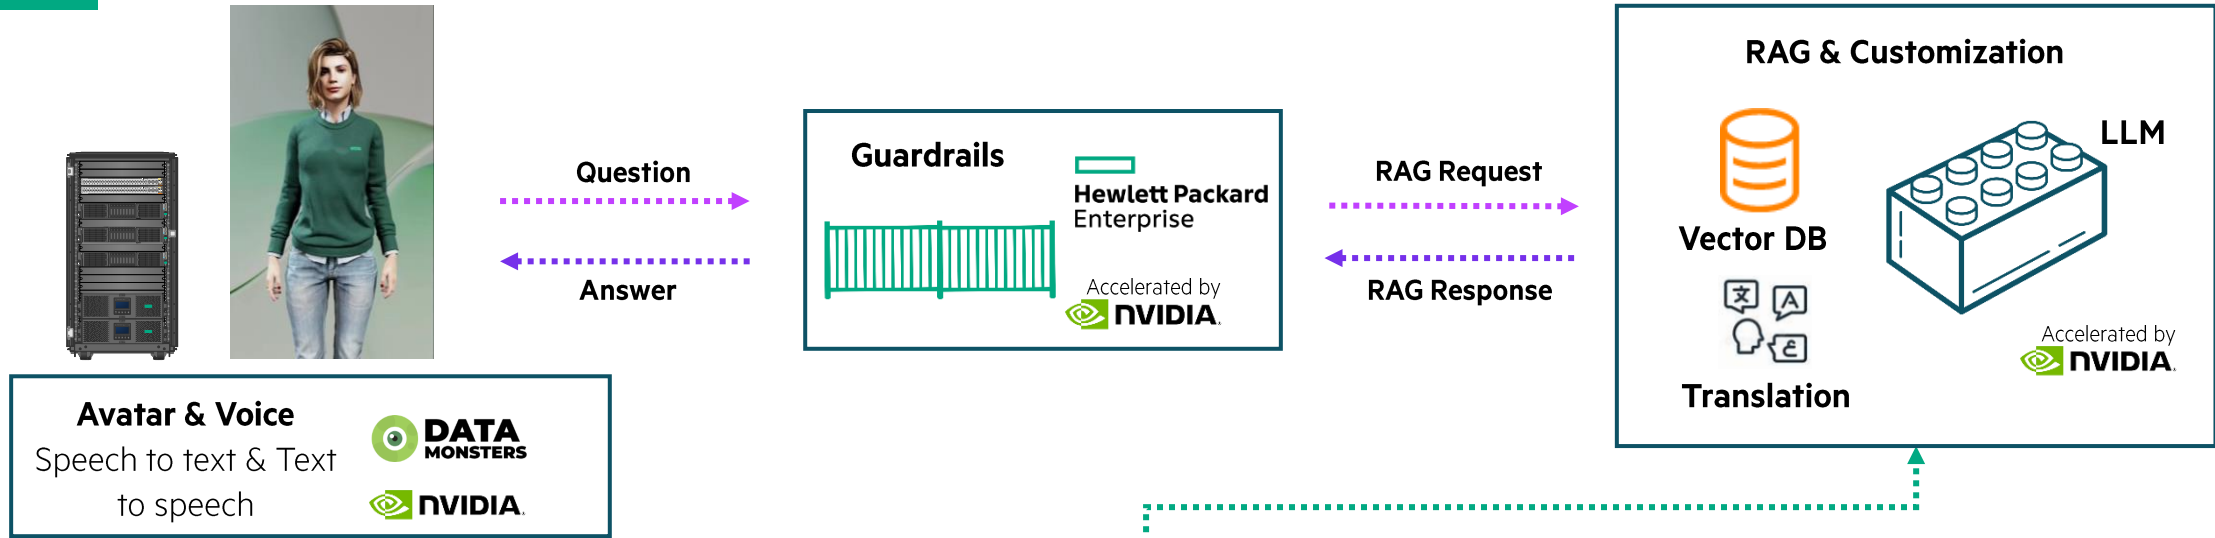 Avatar & Voice
Speech to text & Text
to speech
DATA
MONSTERS
NVIDIA
Question
Answer
Guardrails
Hewlett Packard
Enterprise
Accelerated by
NVIDIA
RAG Request
RAG Response
RAG & Customization
Vector DB
LLM
文
A
ع
Translation
Accelerated by
NVIDIA